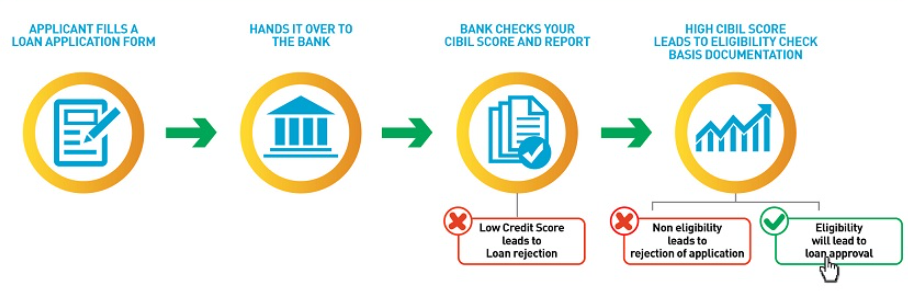 APPLICANT FILLS A
LOAN APPLICATION FORM
HANDS IT OVER TO
THE BANK
BANK CHECKS YOUR
CIBIL SCORE AND REPORT
HIGH CIBIL SCORE
LEADS TO ELIGIBILITY CHECK
BASIS DOCUMENTATION
Low Credit Score
leads to
Loan rejection
Non eligibility
leads to
rejection of application
Eligibility
will lead to
loan approval